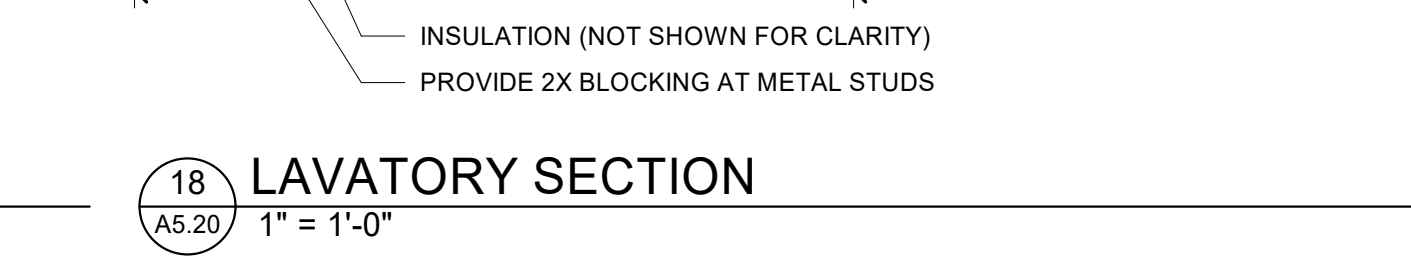 INSULATION (NOT SHOWN FOR CLARITY)
PROVIDE 2X BLOCKING AT METAL STUDS
18 LAVATORY SECTION
A5.20 1" = 1'-0"